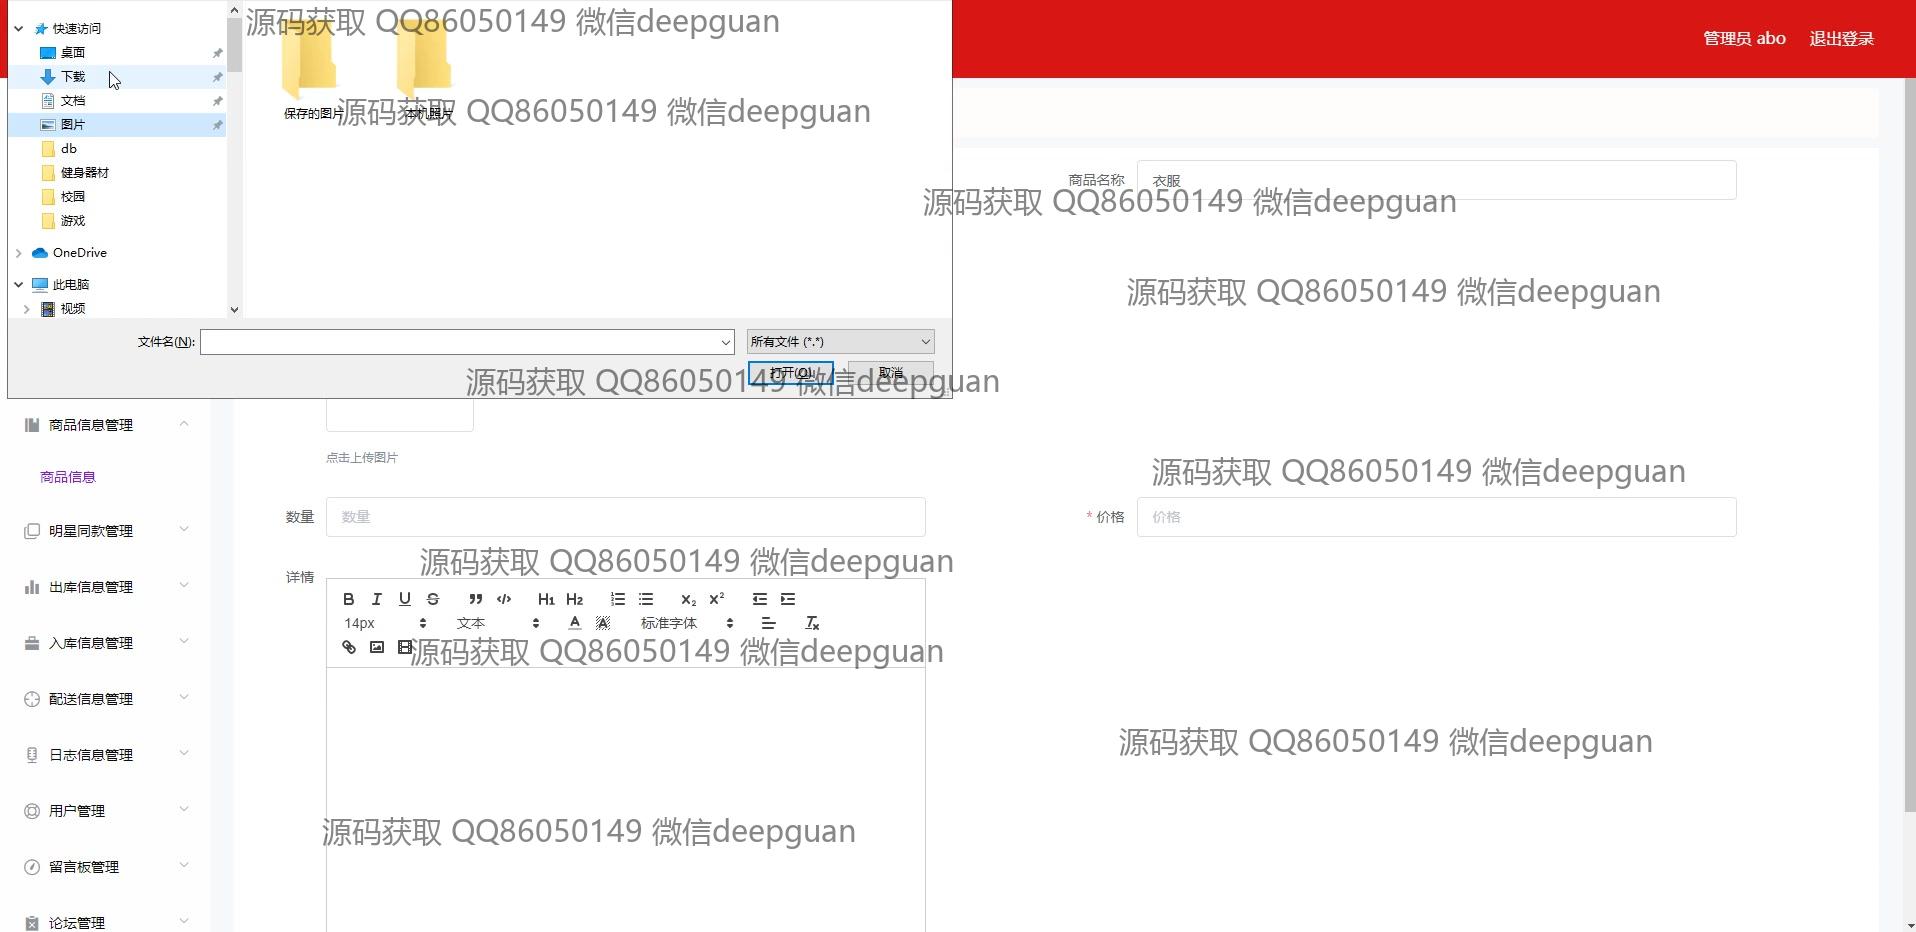 快速访问
桌面
下载
文档
图片
db
健身器材
校园
游戏
OneDrive
此电脑
视频
保存的图片
本机照片
文件名(N):
所有文件 (*.*)
打开(O)
取消
管理员 abo
退出登录
商品名称
衣服
商品信息管理
商品信息
明星同款管理
出库信息管理
入库信息管理
配送信息管理
日志信息管理
用户管理
留言板管理
论坛管理
点击上传图片
数量
数量
* 价格
价格
详情
B I U S ” </> H1 H2 X2 X2
14px
文本
A A
标准字体
Tx
源码获取 QQ86050149 微信deepguan
源码获取 QQ86050149 微信deepguan
源码获取 QQ86050149 微信deepguan
源码获取 QQ86050149 微信deepguan
源码获取 QQ86050149 微信deepguan
源码获取 QQ86050149 微信deepguan
源码获取 QQ86050149 微信deepguan
源码获取 QQ86050149 微信deepguan
源码获取 QQ86050149 微信deepguan
源码获取 QQ86050149 微信deepguan